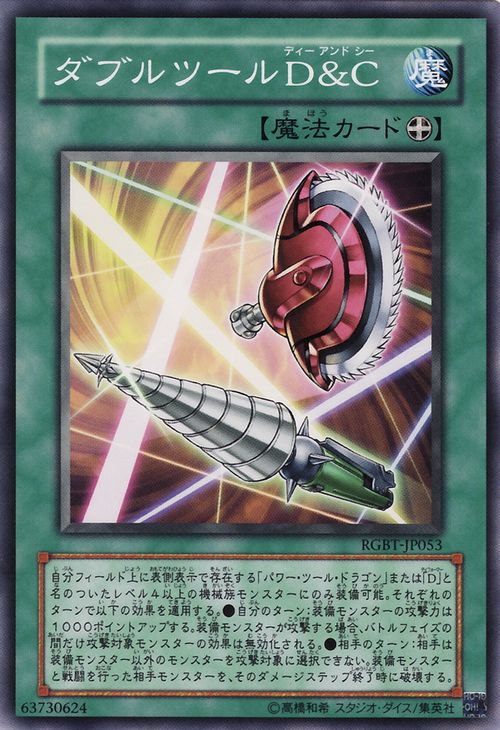 ディー アンド シー
ダブルツールD&C
魔
【魔法カード】
RGBT-JP053
自分フィールド上に表側表示で存在する「パワー・ツール・ドラゴン」または「D」と
名のついたレベル4以上の機械族モンスターにのみ装備可能。それぞれの
ターンで以下の効果を適用する。●自分のターン:装備モンスターの攻撃力は
1000ポイントアップする。装備モンスターが攻撃する場合、バトルフェイズの
間だけ攻撃対象モンスターの効果は無効化される。●相手のターン:相手は
装備モンスター以外のモンスターを攻撃対象に選択できない。装備モンスター
と戦闘を行った相手モンスターを、そのダメージステップ終了時に破壊する。
63730624
©高橋和希 スタジオ・ダイス/集英社